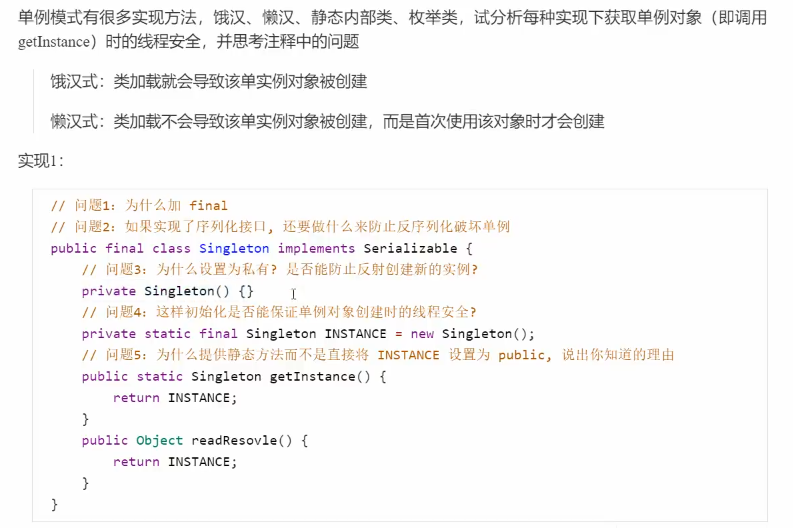 单例模式有很多实现方法，饿汉、懒汉、静态内部类、枚举类，试分析每种实现下获取单例对象（即调用
getInstance）时的线程安全，并思考注释中的问题
饿汉式：类加载就会导致该单实例对象被创建
懒汉式：类加载不会导致该单实例对象被创建，而是首次使用该对象时才会创建
实现1：
// 问题1：为什么加 final
// 问题2：如果实现了序列化接口, 还要做什么来防止反序列化破坏单例
public final class Singleton implements Serializable {
// 问题3：为什么设置为私有? 是否能防止反射创建新的实例?
private Singleton() {}
// 问题4：这样初始化是否能保证单例对象创建时的线程安全?
private static final Singleton INSTANCE = new Singleton();
// 问题5：为什么提供静态方法而不是直接将 INSTANCE 设置为 public, 说出你知道的理由
public static Singleton getInstance() {
return INSTANCE;
}
public Object readResovle() {
return INSTANCE;
}
}